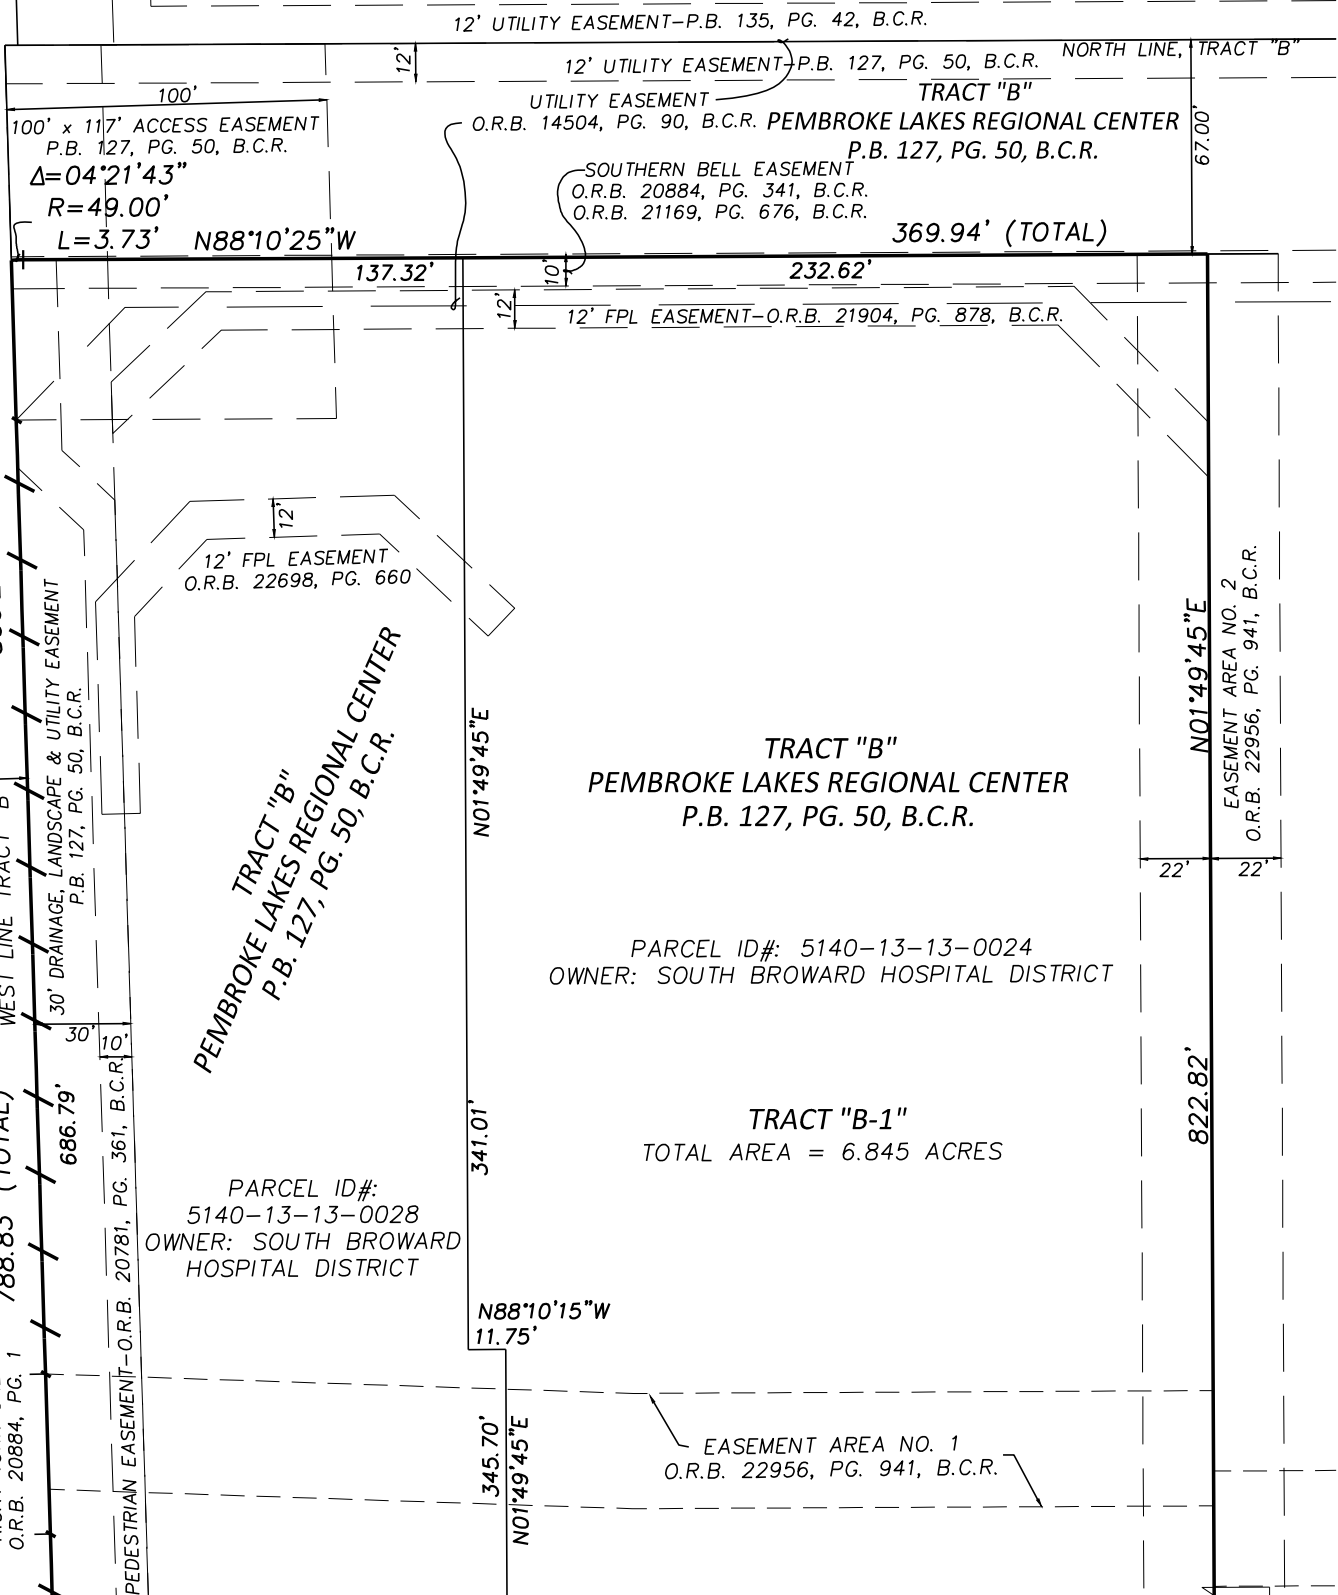 12' UTILITY EASEMENT-P.B. 135, PG. 42, B.C.R.
12'
12' UTILITY EASEMENT-P.B. 127, PG. 50, B.C.R.
NORTH LINE, TRACT "B"
100'
100' x 117' ACCESS EASEMENT
P.B. 127, PG. 50, B.C.R.
Δ=04°21'43"
R=49.00'
L=3.73'
N88°10'25"W
UTILITY EASEMENT
O.R.B. 14504, PG. 90, B.C.R.
TRACT "B"
PEMBROKE LAKES REGIONAL CENTER
P.B. 127, PG. 50, B.C.R.
67.00'
SOUTHERN BELL EASEMENT
O.R.B. 20884, PG. 341, B.C.R.
O.R.B. 21169, PG. 676, B.C.R.
369.94' (TOTAL)
137.32'
10'
232.62'
12'
12' FPL EASEMENT-O.R.B. 21904, PG. 878, B.C.R.
12'
12' FPL EASEMENT
O.R.B. 22698, PG. 660
30' DRAINAGE, LANDSCAPE & UTILITY EASEMENT
P.B. 127, PG. 50, B.C.R.
TRACT "B"
PEMBROKE LAKES REGIONAL CENTER
P.B. 127, PG. 50, B.C.R.
N01°49'45"E
TRACT "B"
PEMBROKE LAKES REGIONAL CENTER
P.B. 127, PG. 50, B.C.R.
N01°49'45"E
EASEMENT AREA NO. 2
O.R.B. 22956, PG. 941, B.C.R.
22'
22'
PARCEL ID#: 5140-13-13-0024
OWNER: SOUTH BROWARD HOSPITAL DISTRICT
WEST LINE TRACT "B"
30'
10'
686.79'
788.83' (TOTAL)
PEDESTRIAN EASEMENT-O.R.B. 20781, PG. 361, B.C.R.
341.01'
TRACT "B-1"
TOTAL AREA = 6.845 ACRES
822.82'
PARCEL ID#:
5140-13-13-0028
OWNER: SOUTH BROWARD
HOSPITAL DISTRICT
N88°10'15"W
11.75'
O.R.B. 20884, PG. 1
345.70'
N01°49'45"E
EASEMENT AREA NO. 1
O.R.B. 22956, PG. 941, B.C.R.